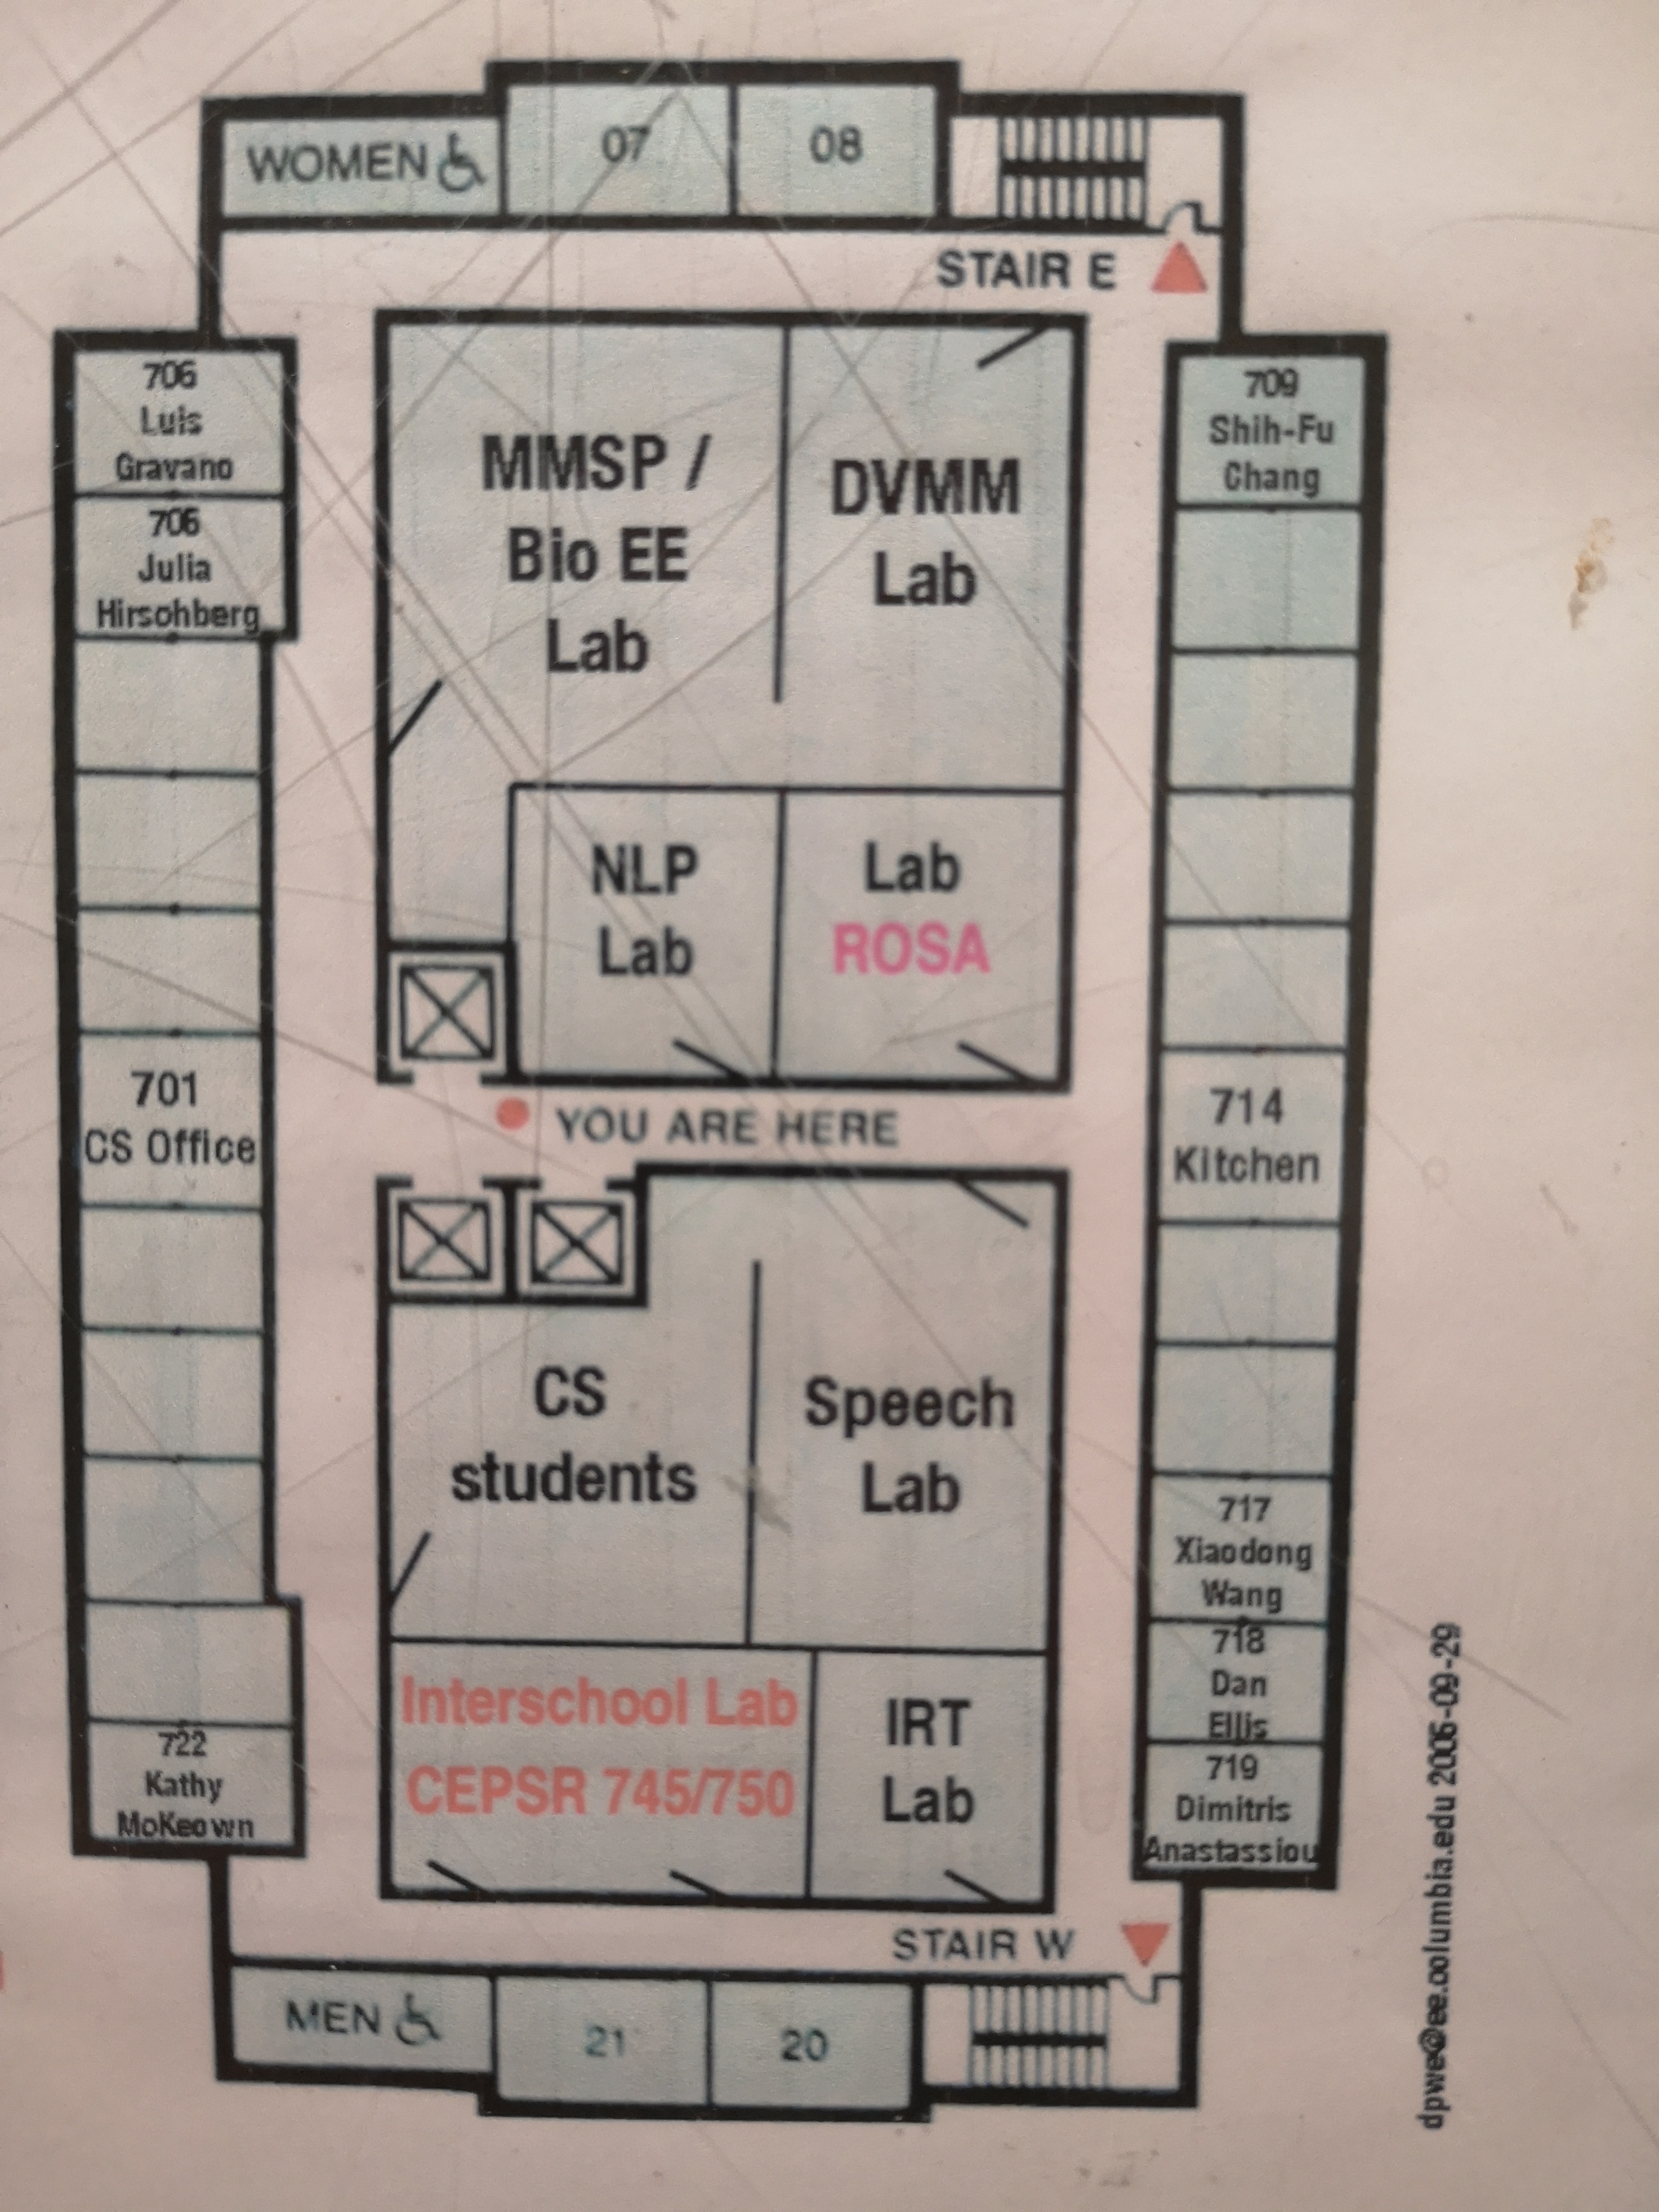 WOMEN
07
08
STAIR E
706
Luis
Gravano
706
Julia
Hirsohberg
MMSP /
Bio EE
Lab
DVMM
Lab
709
Shih-Fu
Chang
NLP
Lab
Lab
ROSA
701
CS Office
YOU ARE HERE
714
Kitchen
CS
students
Speech
Lab
717
Xiaodong
Wang
718
Dan
Ellis
719
Dimitris
Anastassiou
Interschool Lab
CEPSR 745/750
IRT
Lab
722
Kathy
MoKeown
STAIR W
MEN
21
20
dpwe@ee.oolumbia.edu 2006-09-29